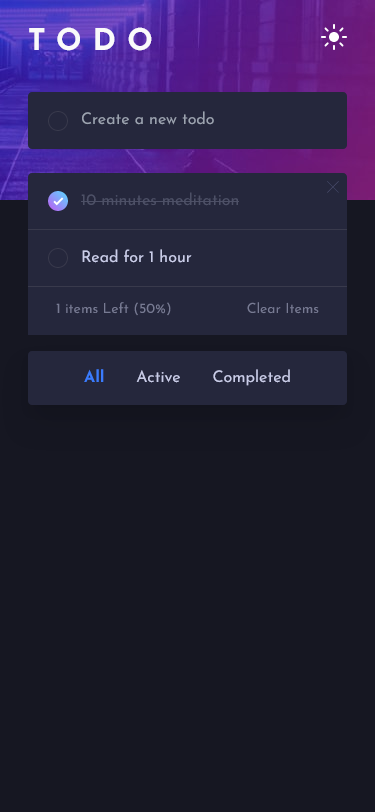 TODO
Create a new todo
10 minutes meditation
Read for 1 hour
1 items Left (50%) Clear Items
All Active Completed